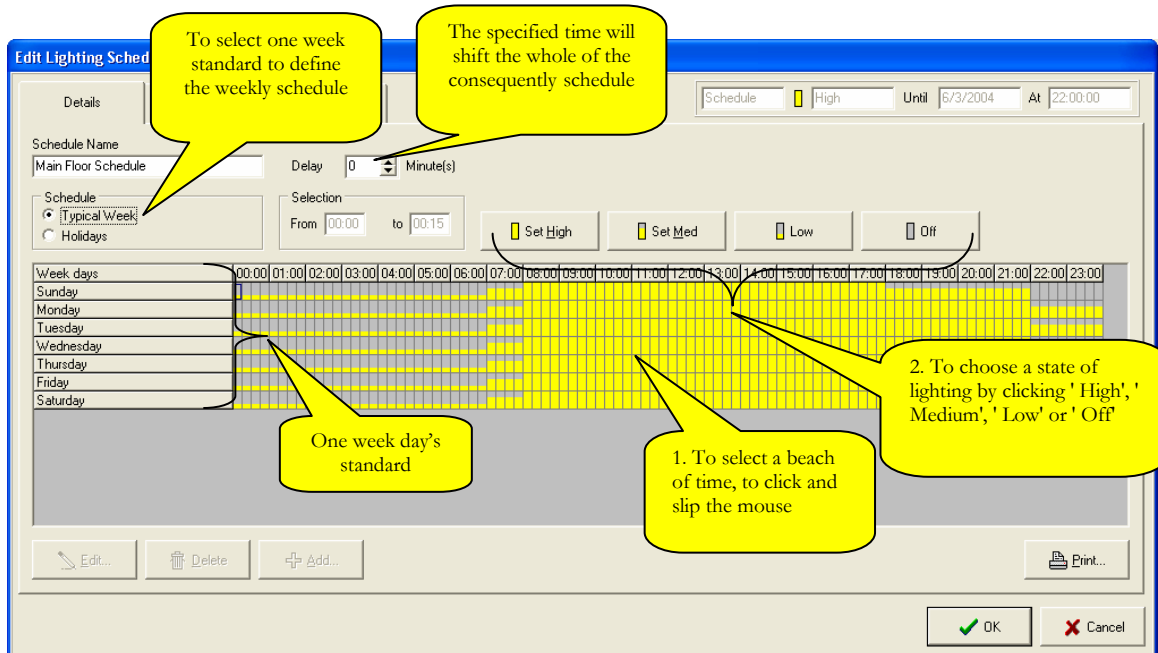 To select one week
standard to define
the weekly schedule
The specified time will
shift the whole of the
consequently schedule
Edit Lighting Sched
Details
Schedule High Until 6/3/2004 At 22:00:00
Schedule Name
Main Floor Schedule
Delay 0 Minute(s)
Schedule
Typical Week
Holidays
Selection
From 00:00 to 00:15
Set High
Set Med
Low
Off
Week days 00:00 01:00 02:00 03:00 04:00 05:00 06:00 07:00 08:00 09:00 10:00 11:00 12:00 13:00 14:00 15:00 16:00 17:00 18:00 19:00 20:00 21:00 22:00 23:00
Sunday
Monday
Tuesday
Wednesday
Thursday
Friday
Saturday
2. To choose a state of
lighting by clicking ' High', '
Medium', ' Low' or ' Off'
One week day's
standard
1. To select a beach
of time, to click and
slip the mouse
Edit...
Delete
Add...
Print...
OK
Cancel